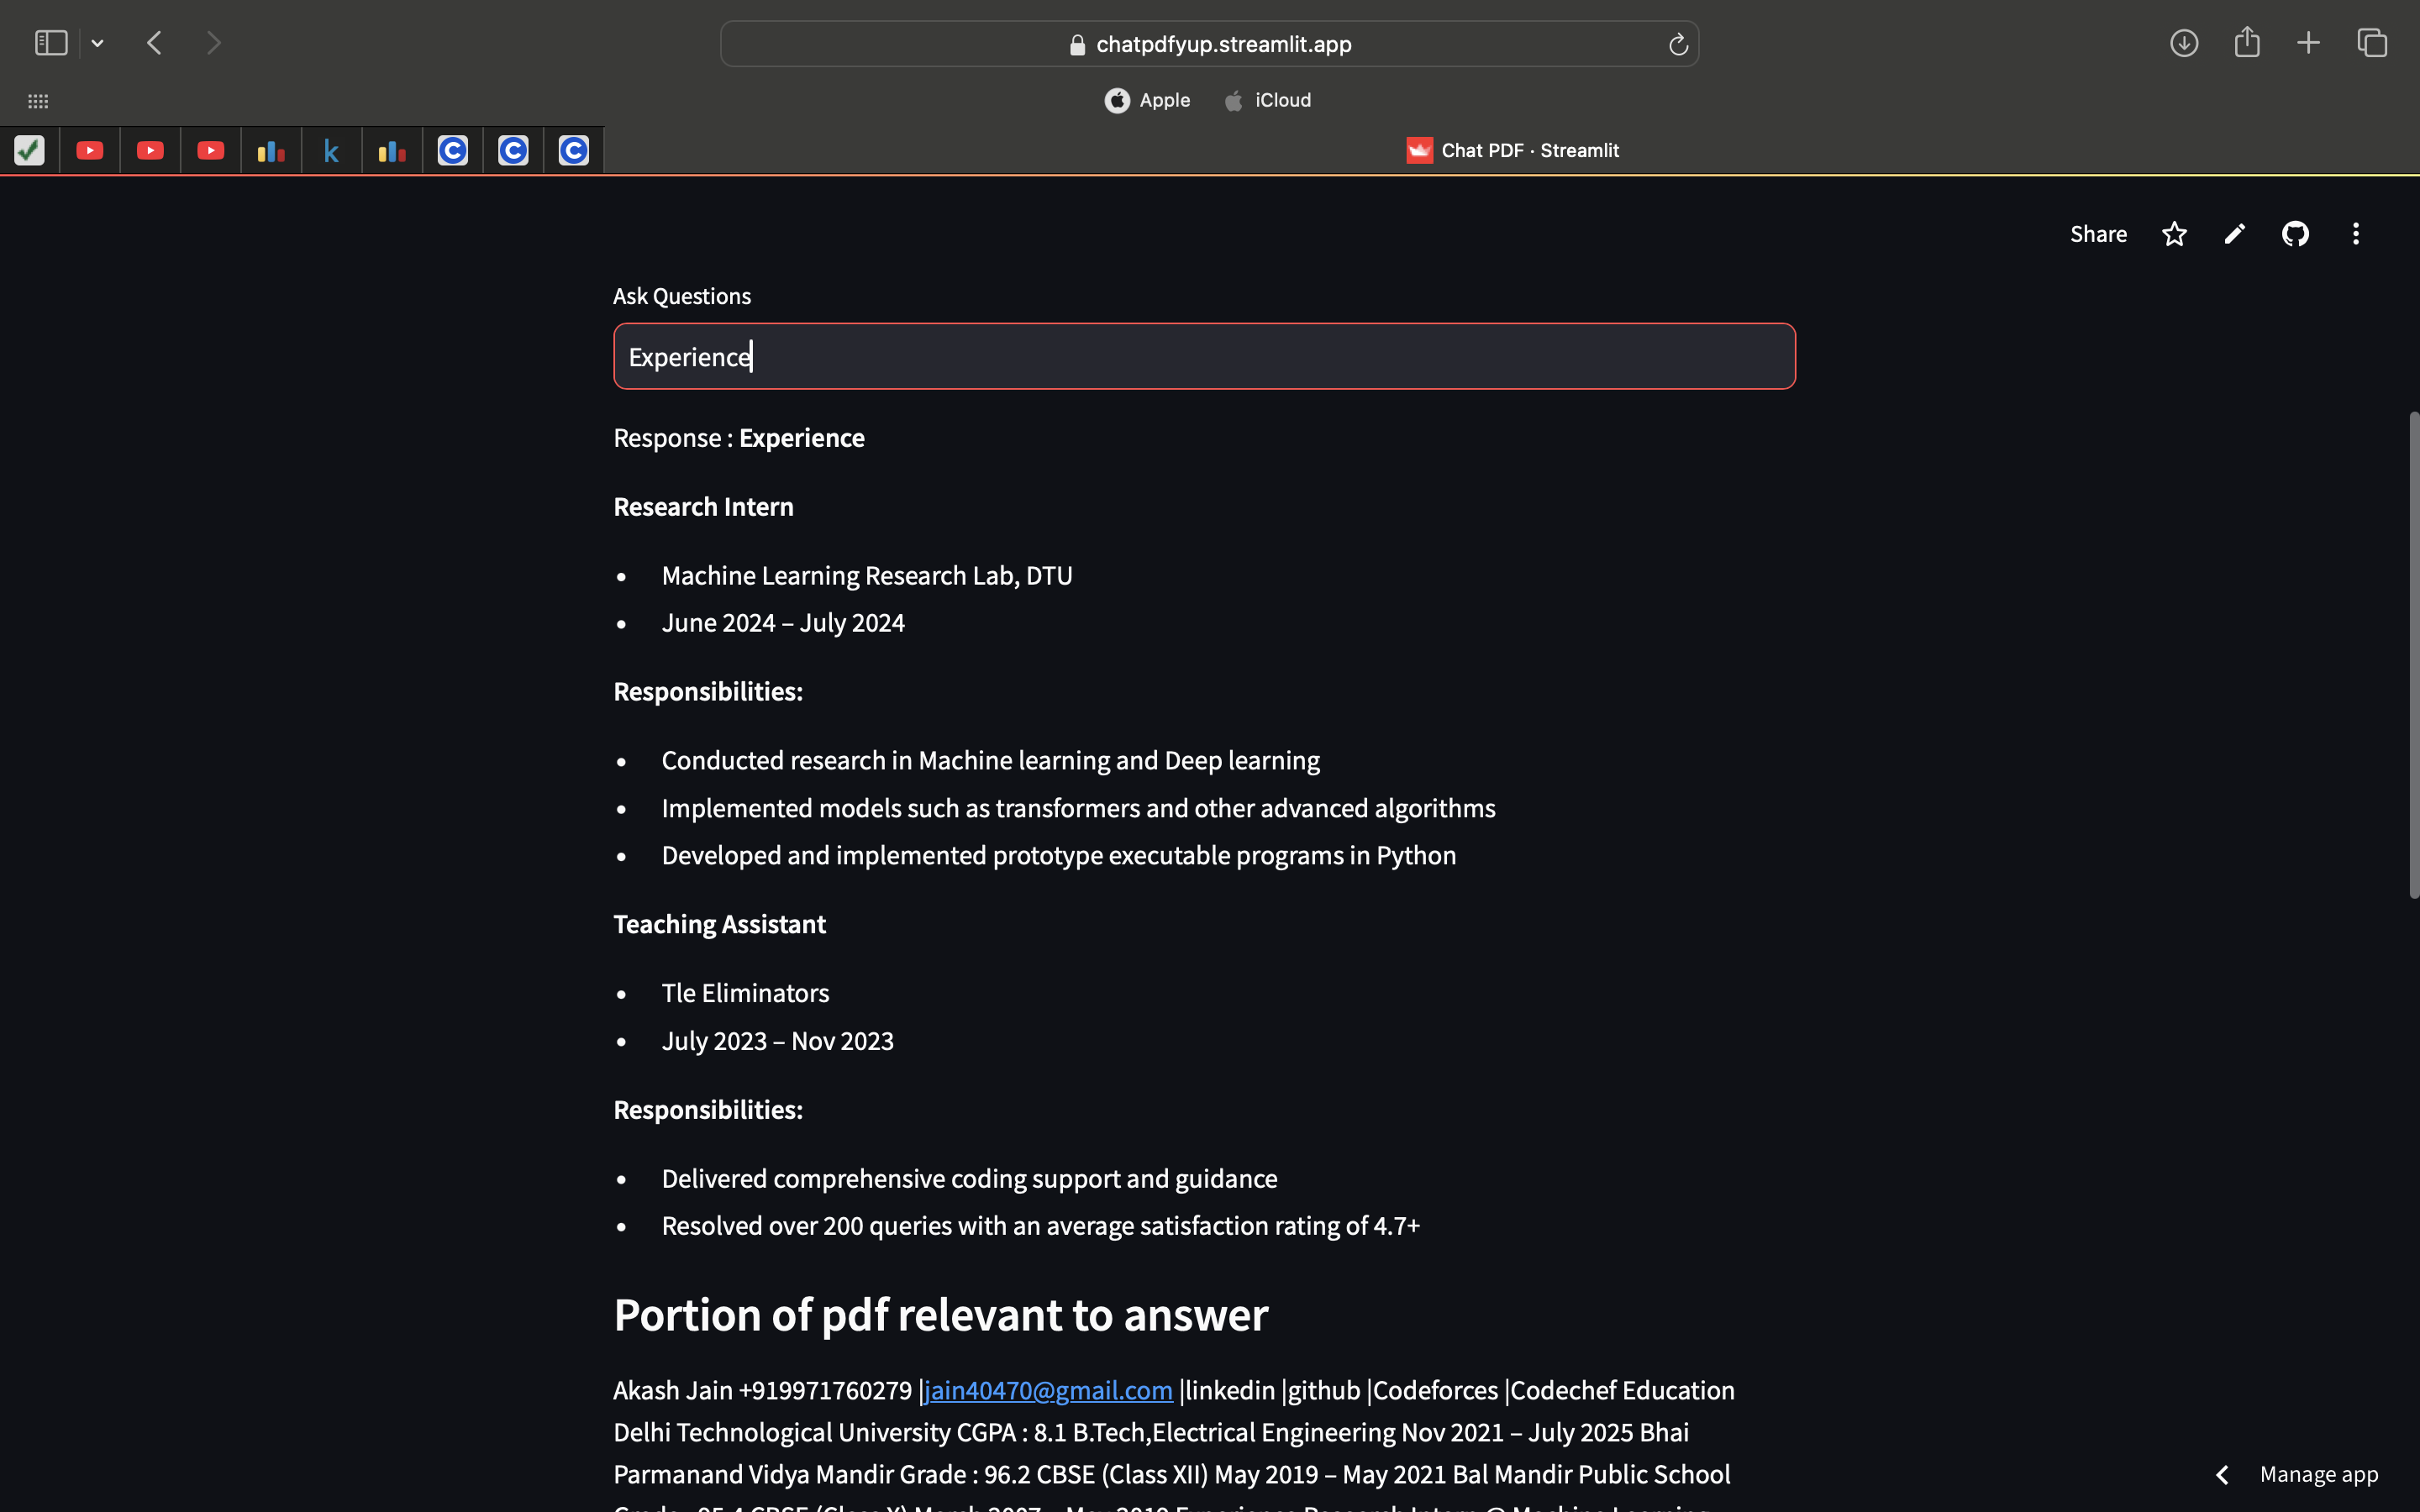 chatpdfyup.streamlit.app
Apple
iCloud
k
C
C
C
Chat PDF · Streamlit
Share
Ask Questions
Experience
Response : Experience
Research Intern
• Machine Learning Research Lab, DTU
• June 2024 – July 2024
Responsibilities:
• Conducted research in Machine learning and Deep learning
• Implemented models such as transformers and other advanced algorithms
• Developed and implemented prototype executable programs in Python
Teaching Assistant
• Tle Eliminators
• July 2023 – Nov 2023
Responsibilities:
• Delivered comprehensive coding support and guidance
• Resolved over 200 queries with an average satisfaction rating of 4.7+
Portion of pdf relevant to answer
Akash Jain +919971760279 |jain40470@gmail.com |linkedin |github |Codeforces |Codechef Education
Delhi Technological University CGPA : 8.1 B.Tech,Electrical Engineering Nov 2021 – July 2025 Bhai
Parmanand Vidya Mandir Grade : 96.2 CBSE (Class XII) May 2019 – May 2021 Bal Mandir Public School
Manage app